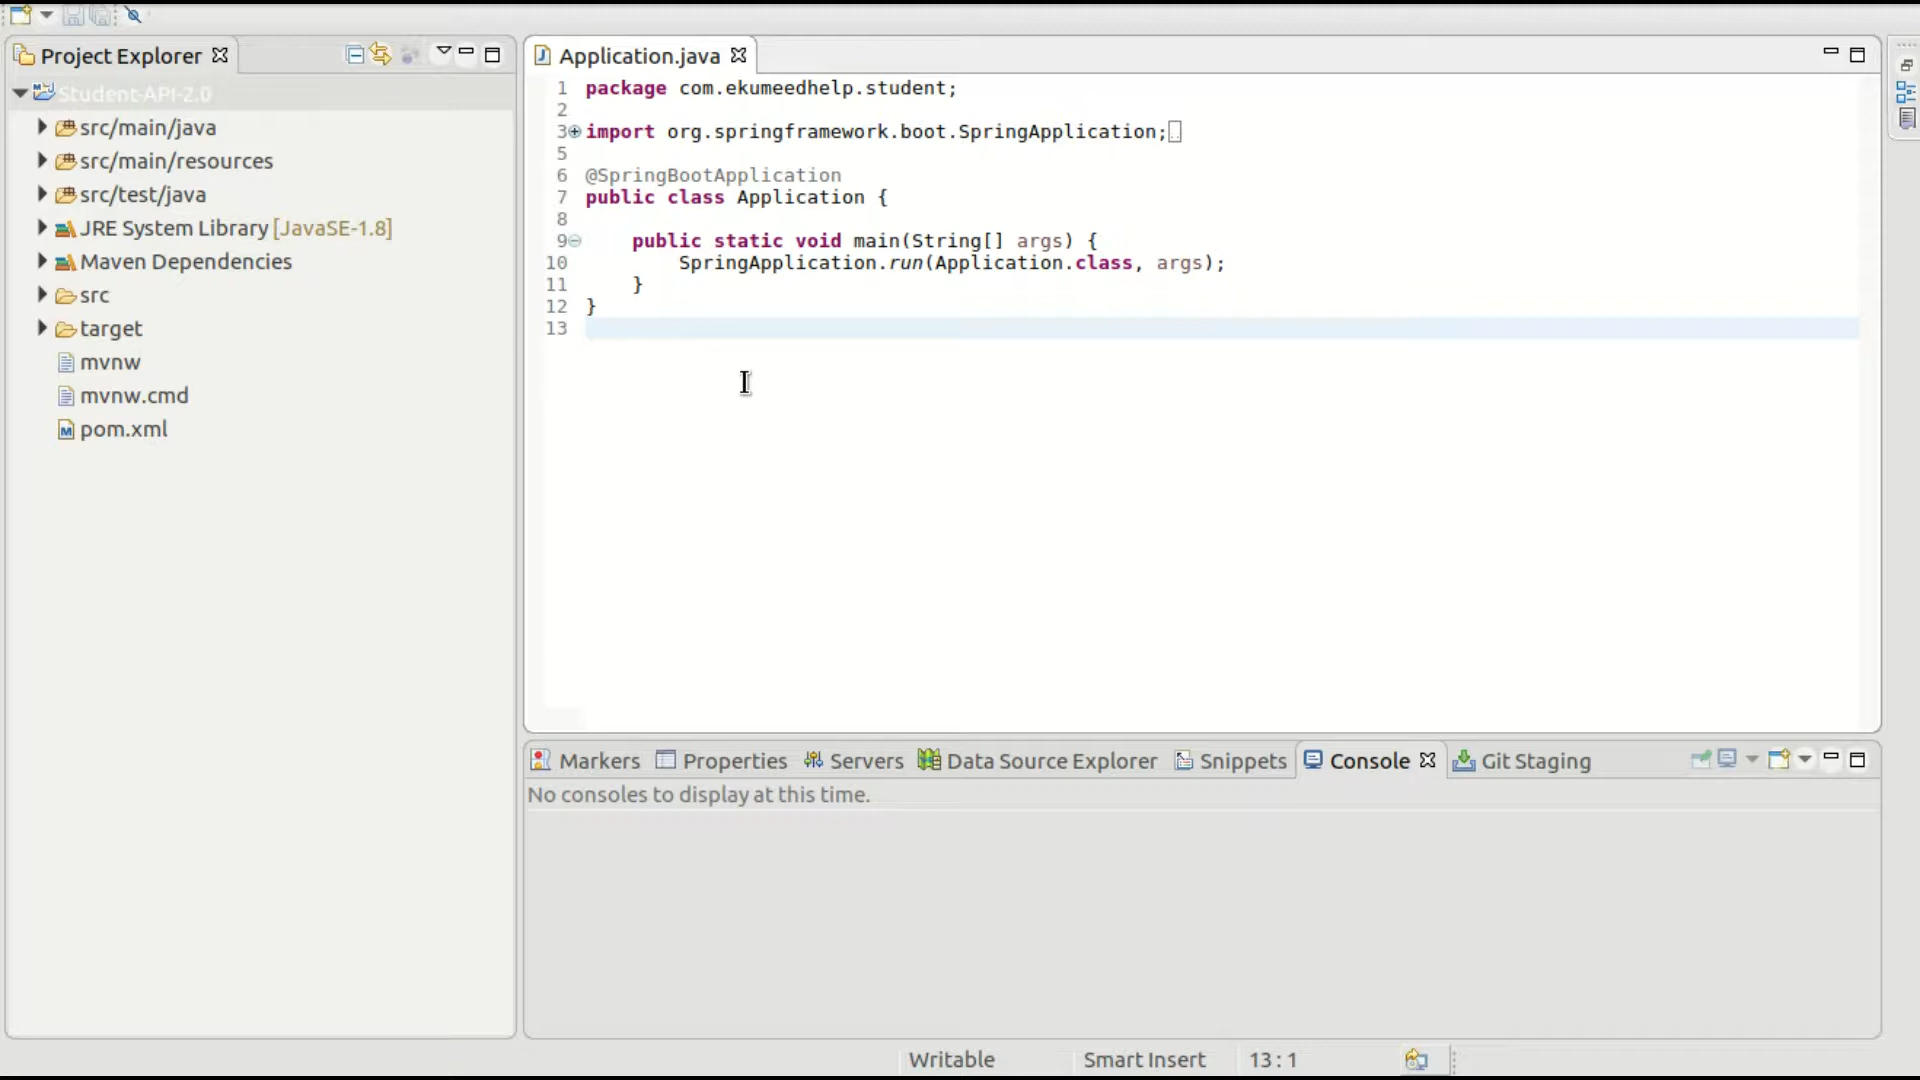 Project Explorer
Student-API-2.0
src/main/java
src/main/resources
src/test/java
JRE System Library [JavaSE-1.8]
Maven Dependencies
src
target
mvnw
mvnw.cmd
pom.xml
Application.java
1 package com.ekumeedhelp.student;
2
3 import org.springframework.boot.SpringApplication;
5
6 @SpringBootApplication
7 public class Application {
8
9 public static void main(String[] args) {
10 SpringApplication.run(Application.class, args);
11 }
12 }
13
Markers Properties Servers Data Source Explorer Snippets Console Git Staging
No consoles to display at this time.
Writable Smart Insert 13 : 1